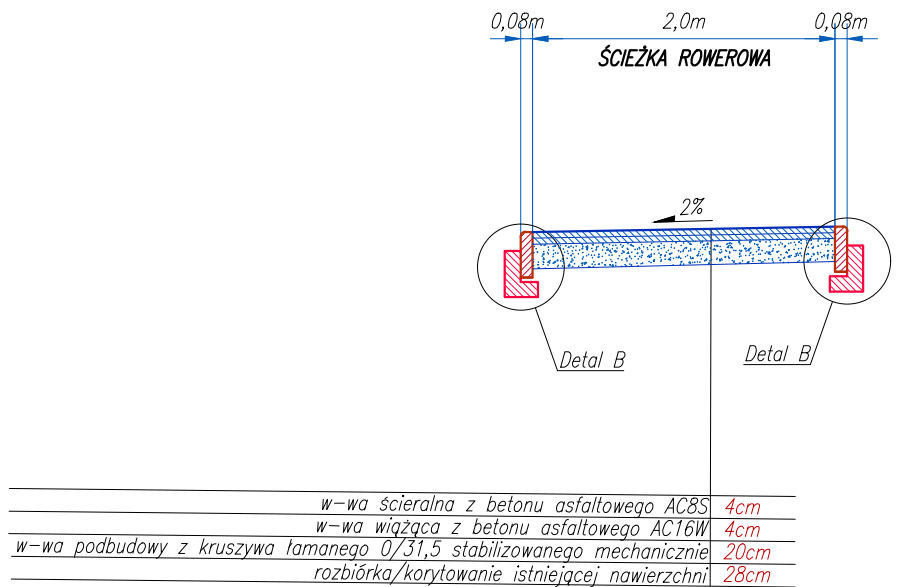 0,08m 2,0m 0,08m
ŚCIEŻKA ROWEROWA
2%
Detal B Detal B
w-wa ścieralna z betonu asfaltowego AC8S 4cm
w-wa wiążąca z betonu asfaltowego AC16W 4cm
w-wa podbudowy z kruszywa łamanego 0/31,5 stabilizowanego mechanicznie 20cm
rozbiórka/korytowanie istniejącej nawierzchni 28cm